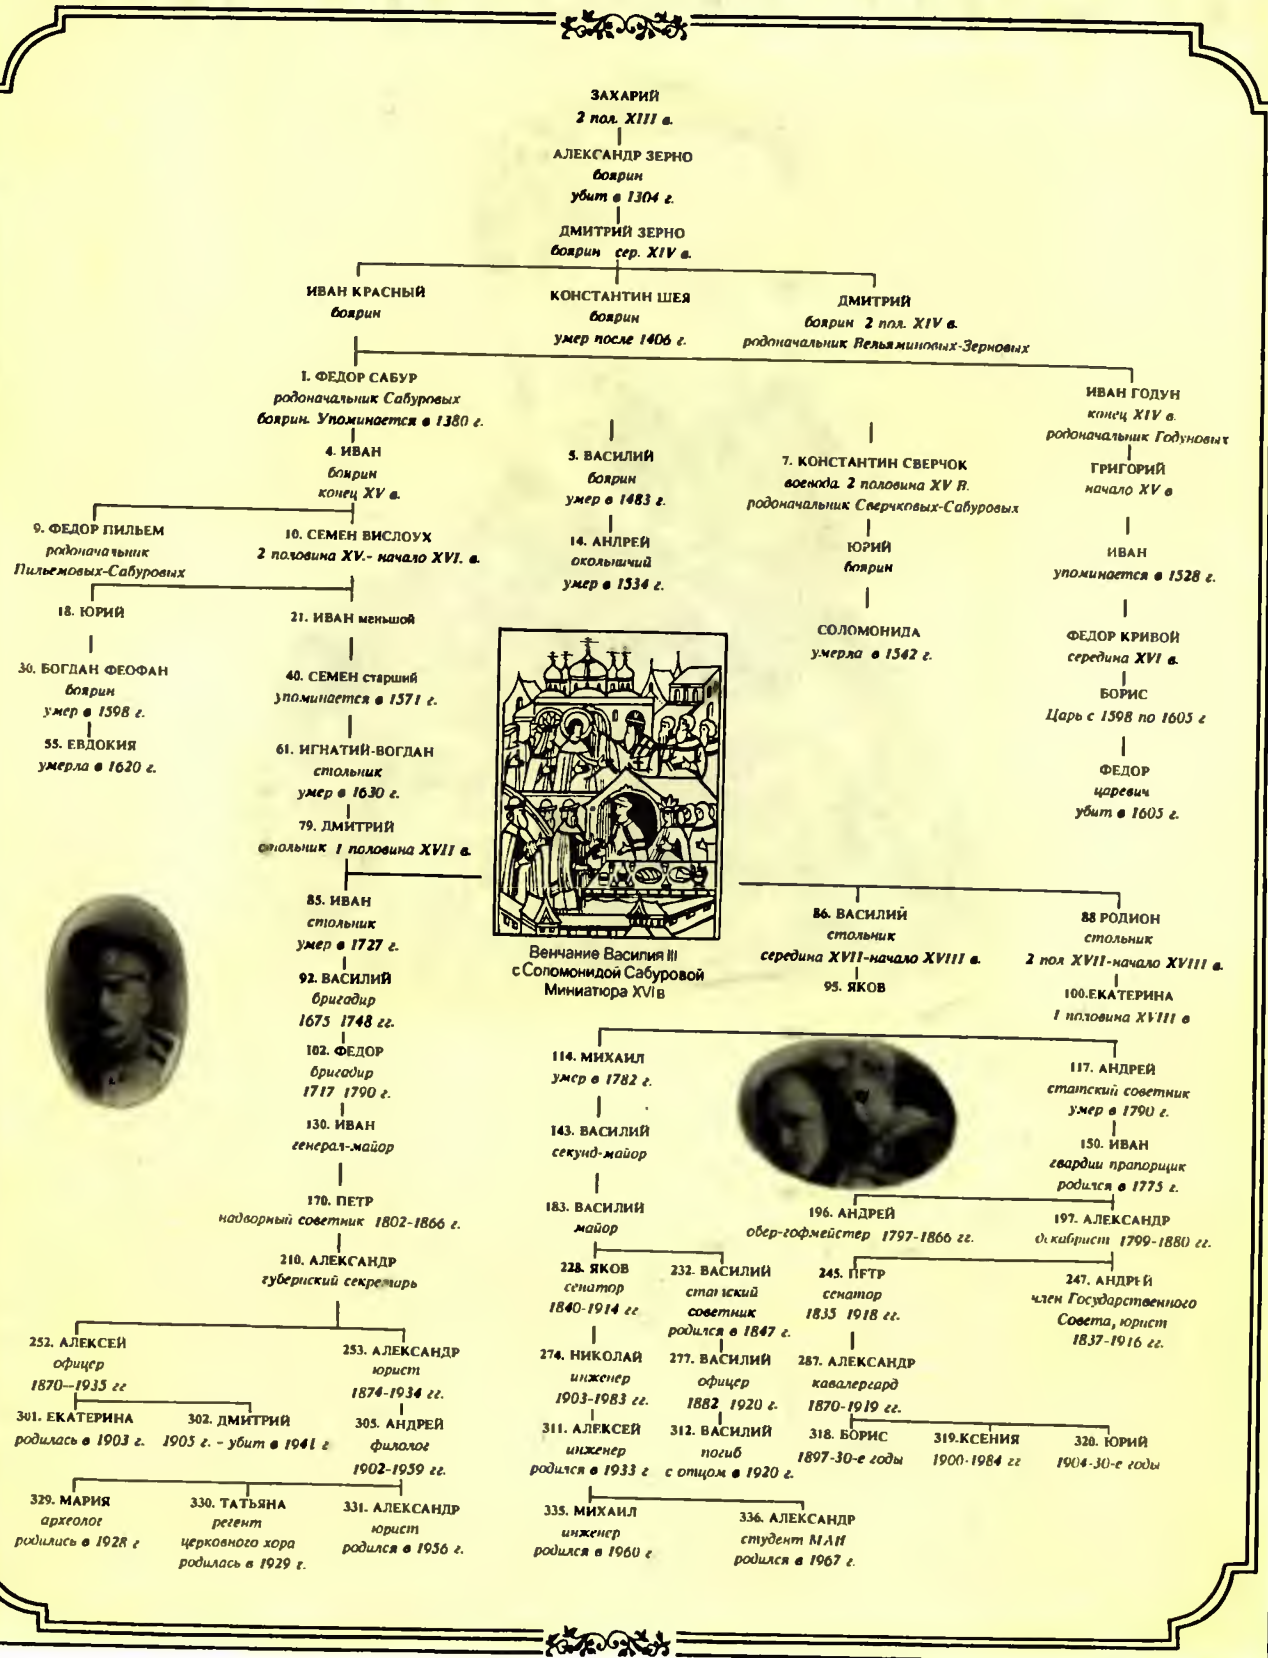 ЗАХАРИЙ
2 пол. XIII в.
АЛЕКСАНДР ЗЕРНО
боярин
убит в 1304 г.
ДМИТРИЙ ЗЕРНО
боярин сер. XIV в.
ИВАН КРАСНЫЙ
боярин
КОНСТАНТИН ШЕЯ
боярин
умер после 1406 г.
ДМИТРИЙ
боярин 2 пол. XIV в.
родоначальник Вельяминовых-Зерновых
1. ФЕДОР САБУР
родоначальник Сабуровых
боярин. Упоминается в 1380 г.
ИВАН ГОДУН
конец XIV в.
родоначальник Годуновых
4. ИВАН
боярин
конец XV в.
5. ВАСИЛИЙ
боярин
умер в 1483 г.
7. КОНСТАНТИН СВЕРЧОК
воевода. 2 половина XV В.
родоначальник Сверчковых-Сабуровых
ГРИГОРИЙ
начало XV в
9. ФЕДОР ПИЛЬЕМ
родоначальник
Пильемовых-Сабуровых
10. СЕМЕН ВИСЛОУХ
2 половина XV.- начало XVI. в.
14. АНДРЕЙ
окольничий
умер в 1534 г.
ЮРИЙ
боярин
ИВАН
упоминается в 1528 г.
18. ЮРИЙ
21. ИВАН меньшой
СОЛОМОНИДА
умерла в 1542 г.
ФЕДОР КРИВОЙ
середина XVI в.
30. БОГДАН ФЕОФАН
боярин
умер в 1598 г.
40. СЕМЕН старший
упоминается в 1571 г.
БОРИС
Царь с 1598 по 1605 г
55. ЕВДОКИЯ
умерла в 1620 г.
61. ИГНАТИЙ-БОГДАН
стольник
умер в 1630 г.
ФЕДОР
царевич
убит в 1605 г.
79. ДМИТРИЙ
стольник 1 половина XVII в.
85. ИВАН
стольник
умер в 1727 г.
Венчание Василия III
с Соломонидой Сабуровой
Миниатюра XVI в
86. ВАСИЛИЙ
стольник
середина XVII-начало XVIII в.
88 РОДИОН
стольник
2 пол XVII-начало XVIII в.
92. ВАСИЛИЙ
бригадир
1675 1748 гг.
95. ЯКОВ
100.ЕКАТЕРИНА
1 половина XVIII в
102. ФЕДОР
бригадир
1717 1790 г.
114. МИХАИЛ
умер в 1782 г.
117. АНДРЕЙ
статский советник
умер в 1790 г.
130. ИВАН
генерал-майор
143. ВАСИЛИЙ
секунд-майор
150. ИВАН
гвардии прапорщик
родился в 1775 г.
170. ПЕТР
надворный советник 1802-1866 г.
183. ВАСИЛИЙ
майор
196. АНДРЕЙ
обер-гофмейстер 1797-1866 гг.
197. АЛЕКСАНДР
декабрист 1799-1880 гг.
210. АЛЕКСАНДР
губернский секретарь
228. ЯКОВ
сенатор
1840-1914 гг
232. ВАСИЛИЙ
статский
советник
родился в 1847 г.
245. ПЕТР
сенатор
1835 1918 гг.
247. АНДРЕЙ
член Государственного
Совета, юрист
1837-1916 гг.
252. АЛЕКСЕЙ
офицер
1870—1935 гг
253. АЛЕКСАНДР
юрист
1874-1934 гг.
274. НИКОЛАЙ
инженер
1903-1983 гг.
277. ВАСИЛИЙ
офицер
1882 1920 г.
287. АЛЕКСАНДР
кавалергард
1870-1919 гг.
301. ЕКАТЕРИНА
родилась в 1903 г.
302. ДМИТРИЙ
1905 г. - убит в 1941 г
305. АНДРЕЙ
филолог
1902-1959 гг.
311. АЛЕКСЕЙ
инженер
родился в 1933 г
312. ВАСИЛИЙ
погиб
с отцом в 1920 г.
318. БОРИС
1897-30-е годы
319.КСЕНИЯ
1900-1984 гг
320. ЮРИЙ
1904-30-е годы
329. МАРИЯ
археолог
родилась в 1928 г
330. ТАТЬЯНА
регент
церковного хора
родилась в 1929 г.
331. АЛЕКСАНДР
юрист
родился в 1956 г.
335. МИХАИЛ
инженер
родился в 1960 г
336. АЛЕКСАНДР
студент МАИ
родился в 1967 г.